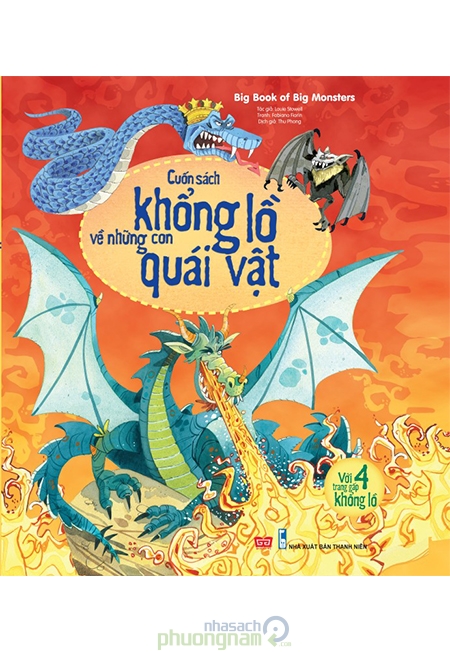 Big Book of Big Monsters
Tác giả: Louie Stowell
Tranh: Fabiano Fiorin
Dịch giả: Thu Phong
Cuốn sách
khổng lồ
về những con
quái vật
Với 4
trang gấp
khổng lồ
NHÀ XUẤT BẢN THANH NIÊN
nhasach
phuongnam
.com